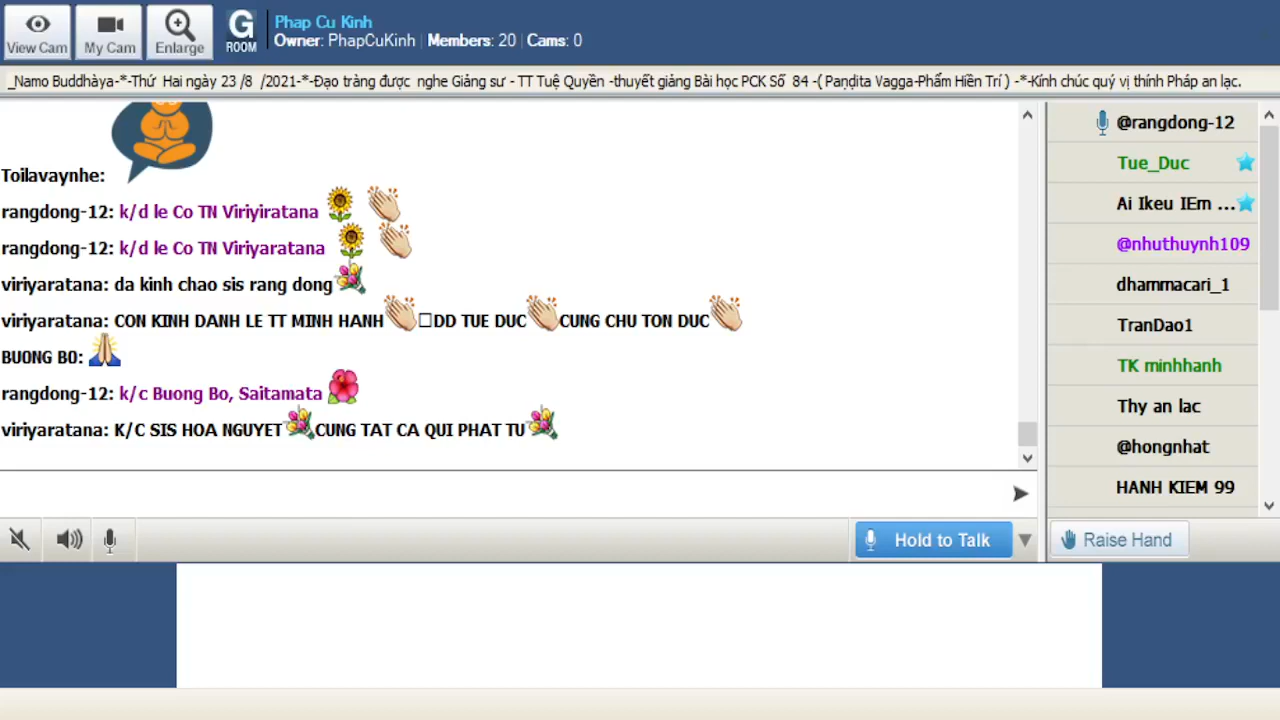 View Cam
My Cam
Enlarge
G
ROOM
Phap Cu Kinh
Owner: PhapCuKinh | Members: 20 | Cams: 0
_Namo Buddhàya-*-Thứ Hai ngày 23 /8 /2021-*-Đạo tràng được nghe Giảng sư - TT Tuệ Quyền -thuyết giảng Bài học PCK Số 84 -( Paṇḍita Vagga-Phẩm Hiền Trí ) -*-Kính chúc quý vị thính Pháp an lạc.
Toilavaynhe:
rangdong-12: k/d le Co TN Viriyiratana
rangdong-12: k/d le Co TN Viriyaratana
viriyaratana: da kinh chao sis rang dong
viriyaratana: CON KINH DANH LE TT MINH HANH DD TUE DUC CUNG CHU TON DUC
BUONG BO:
rangdong-12: k/c Buong Bo, Saitamata
viriyaratana: K/C SIS HOA NGUYET CUNG TAT CA QUI PHAT TU
Hold to Talk
@rangdong-12
Tue_Duc
Ai Ikeu IEm ...
@nhuthuynh109
dhammacari_1
TranDao1
TK minhhanh
Thy an lac
@hongnhat
HANH KIEM 99
Raise Hand